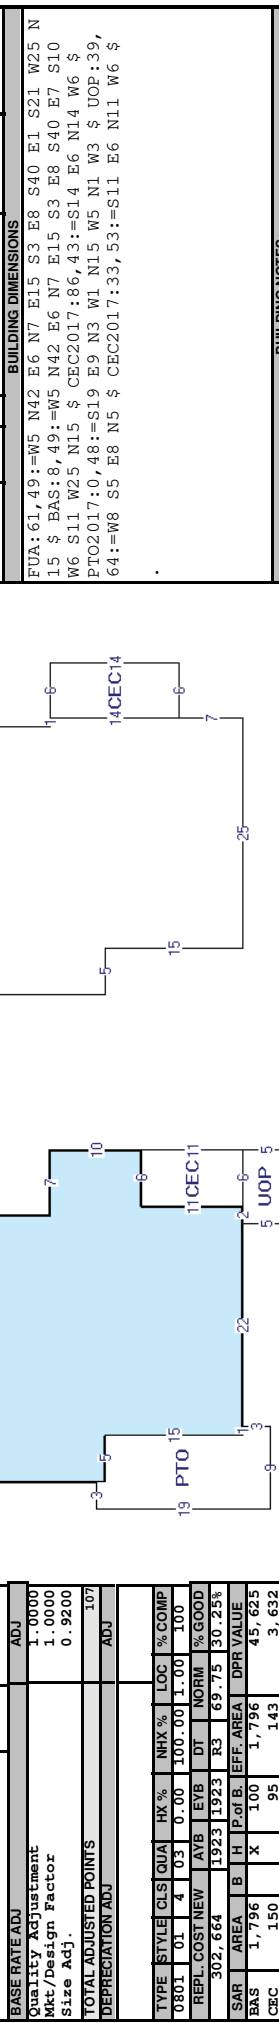 BASE RATE ADJ ADJ
Quality Adjustment 1.0000
Mkt/Design Factor 1.0000
Size Adj. 0.9200
TOTAL ADJUSTED POINTS 107
DEPRECIATION ADJ ADJ
TYPE STYLE CLS QUA HX % NHX % LOC % COMP
0801 01 4 03 0.00 100.00 1.00 100
REPL. COST NEW AYB EYB DT NORM % GOOD
302,664 1923 1923 R3 69.75 30.25%
SAR AREA B H P.of B. EFF. AREA DPR VALUE
BAS 1,796 X 100 1,796 45,625
CEC 150 95 143 3,632
7
10
6
11CEC11
6
2
5 UOP 5
3
5
15
PTO
19
1
3
9
22
1
6
14CEC14
6
7
5
15
25
BUILDING DIMENSIONS
FUA:61,49:=W5 N42 E6 N7 E15 S3 E8 S40 E1 S21 W25 N
15 $ BAS:8,49:=W5 N42 E6 N7 E15 S3 E8 S40 E7 S10
W6 S11 W25 N15 $ CEC2017:86,43:=S14 E6 N14 W6 $
PTO2017:0,48:=S19 E9 N3 W1 N15 W5 N1 W3 $ UOP:39,
64:=W8 S5 E8 N5 $ CEC2017:33,53:=S11 E6 N11 W6 $
.